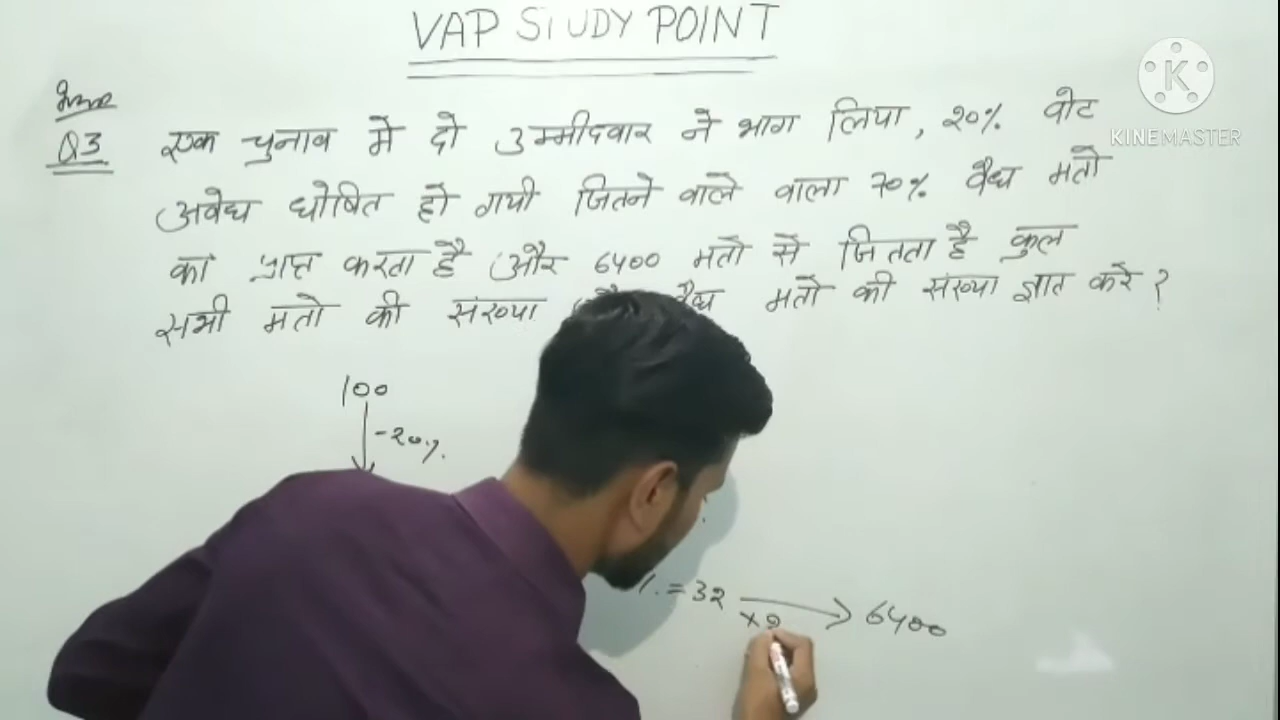 VAP STUDY POINT
KINEMASTER
Q3 एक चुनाव में दो उम्मीदवार ने भाग लिया, 20% वोट
अवैध घोषित हो गयी जितने वाले वाला 70% वैध मतो
का प्राप्त करता है और 6400 मतो से जितता है कुल
सभी मतो की संख्या वैध मतो की संख्या ज्ञात करे ?
100
-20%
% = 32 6400
×2